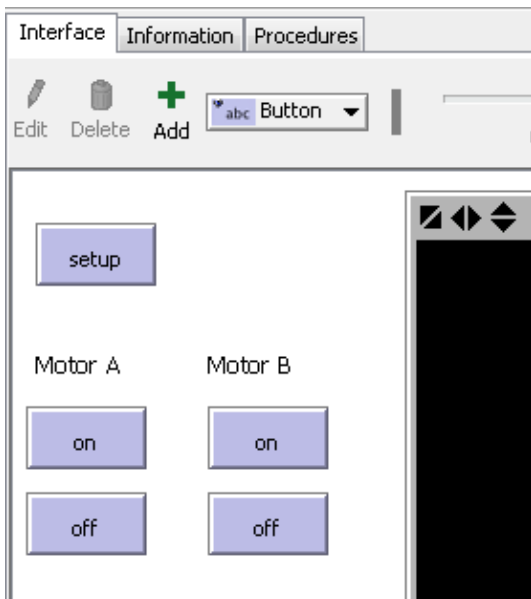 Interface Information Procedures
Edit Delete Add abc Button
setup
Motor A Motor B
on on
off off